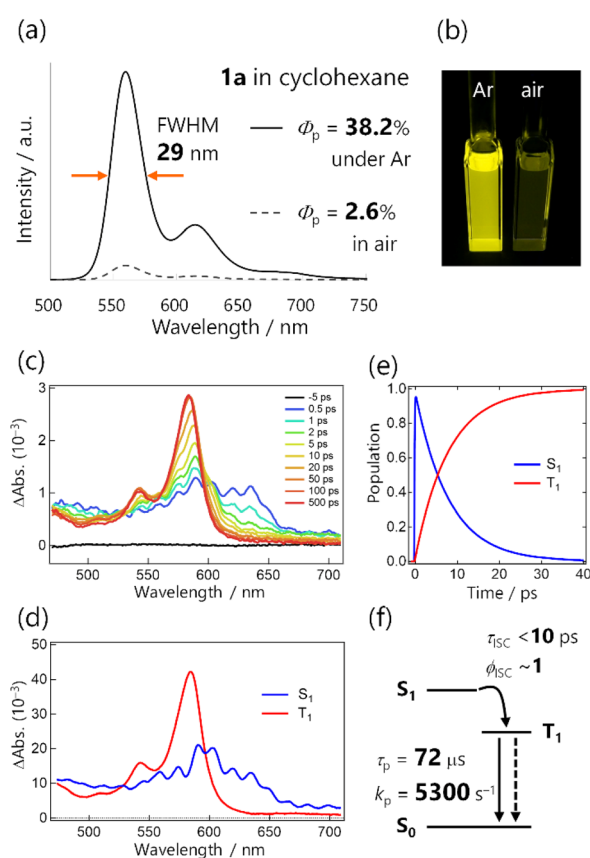 (a)
1a in cyclohexane
FWHM
29 nm
Φp = 38.2%
under Ar
Φp = 2.6%
in air
Intensity / a.u.
500 550 600 650 700 750
Wavelength / nm
(b)
Ar air
(c)
3
2
1
0
ΔAbs. (10⁻³)
-5 ps
0.5 ps
1 ps
2 ps
5 ps
10 ps
20 ps
50 ps
100 ps
500 ps
500 550 600 650 700
Wavelength / nm
(e)
1.0
0.8
0.6
0.4
0.2
0.0
Population
S₁
T₁
0 10 20 30 40
Time / ps
(d)
50
40
30
20
10
0
ΔAbs. (10⁻³)
S₁
T₁
500 550 600 650 700
Wavelength / nm
(f)
τISC <10 ps
ϕISC ~1
S₁
T₁
τp = 72 μs
kp = 5300 s⁻¹
S₀